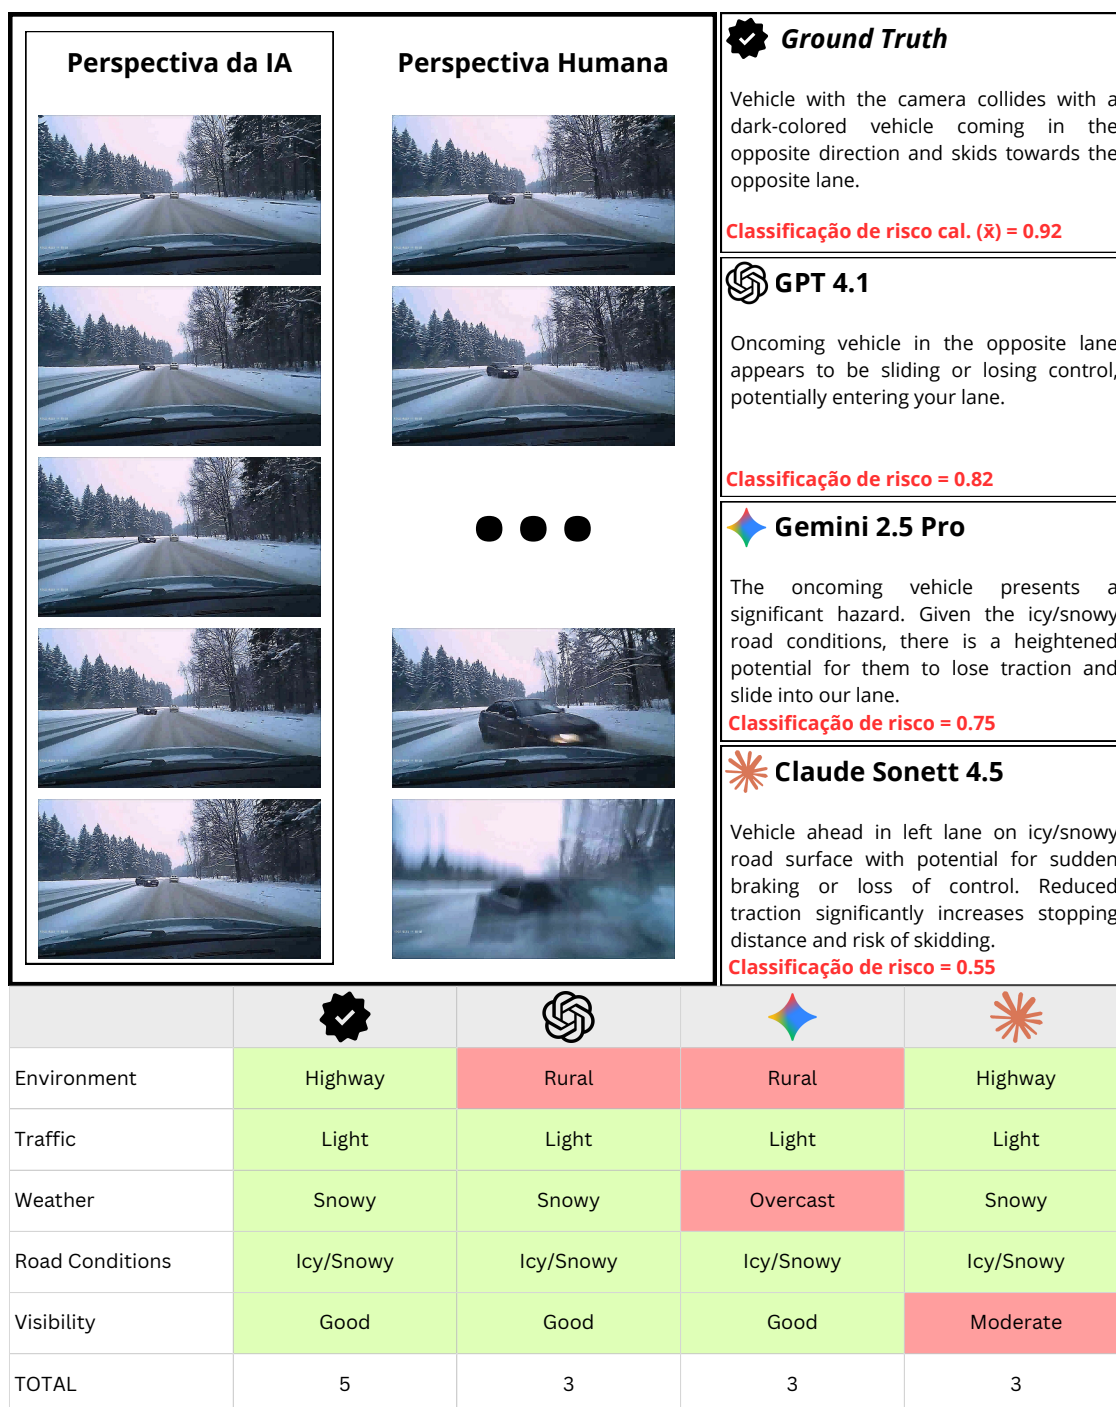 Perspectiva da IA
Perspectiva Humana
Ground Truth
Vehicle with the camera collides with a
dark-colored vehicle coming in the
opposite direction and skids towards the
opposite lane.
Classificação de risco cal. (x̄) = 0.92
GPT 4.1
Oncoming vehicle in the opposite lane
appears to be sliding or losing control,
potentially entering your lane.
Classificação de risco = 0.82
Gemini 2.5 Pro
The oncoming vehicle presents a
significant hazard. Given the icy/snowy
road conditions, there is a heightened
potential for them to lose traction and
slide into our lane.
Classificação de risco = 0.75
Claude Sonett 4.5
Vehicle ahead in left lane on icy/snowy
road surface with potential for sudden
braking or loss of control. Reduced
traction significantly increases stopping
distance and risk of skidding.
Classificação de risco = 0.55
Environment Highway Rural Rural Highway
Traffic Light Light Light Light
Weather Snowy Snowy Overcast Snowy
Road Conditions Icy/Snowy Icy/Snowy Icy/Snowy Icy/Snowy
Visibility Good Good Good Moderate
TOTAL 5 3 3 3